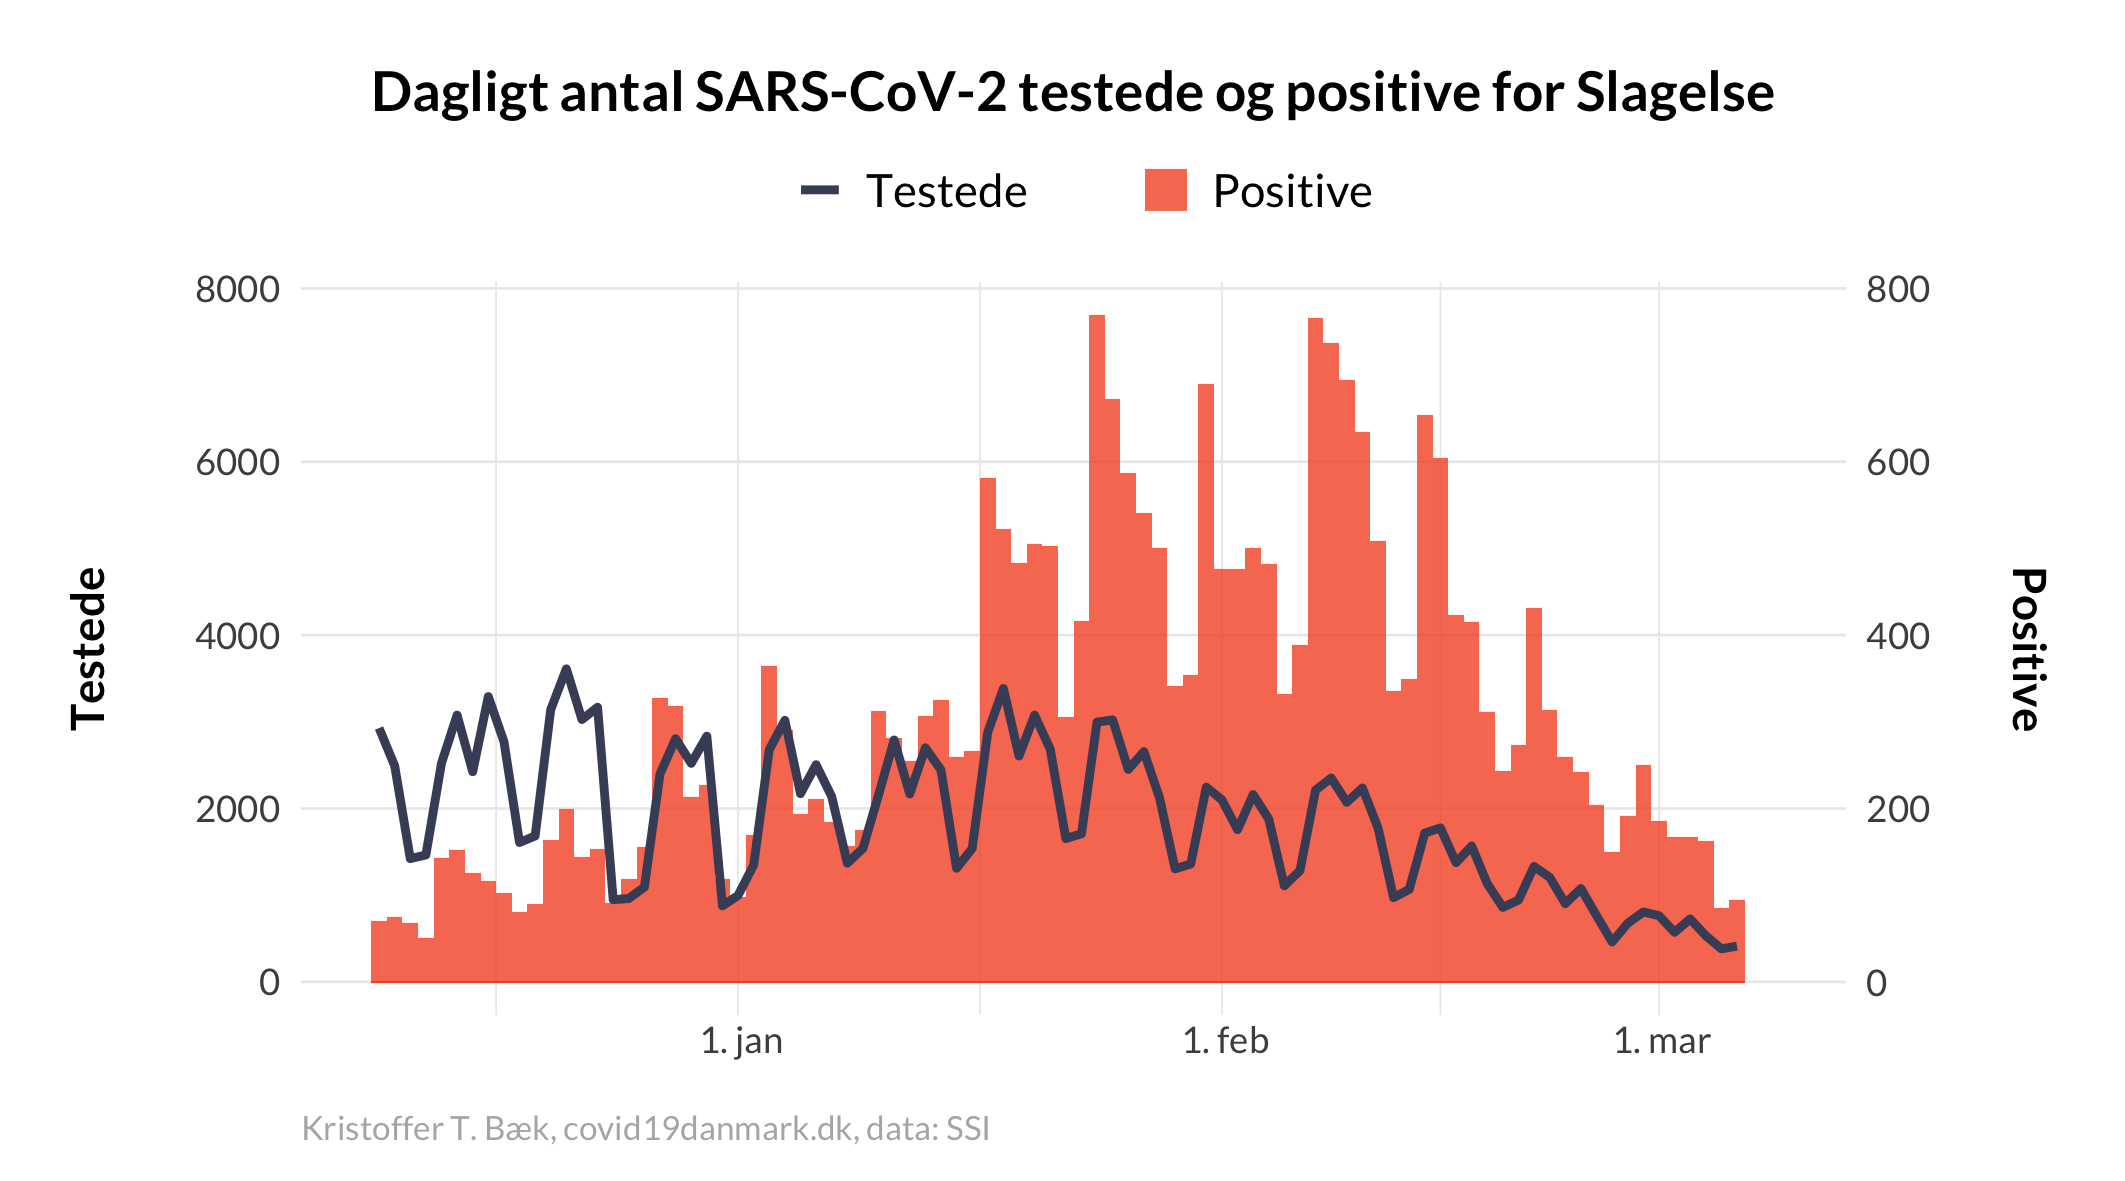 Dagligt antal SARS-CoV-2 testede og positive for Slagelse
Testede
Positive
8000
6000
4000
2000
0
800
600
400
200
0
Testede
Positive
1. jan
1. feb
1. mar
Kristoffer T. Bæk, covid19danmark.dk, data: SSI